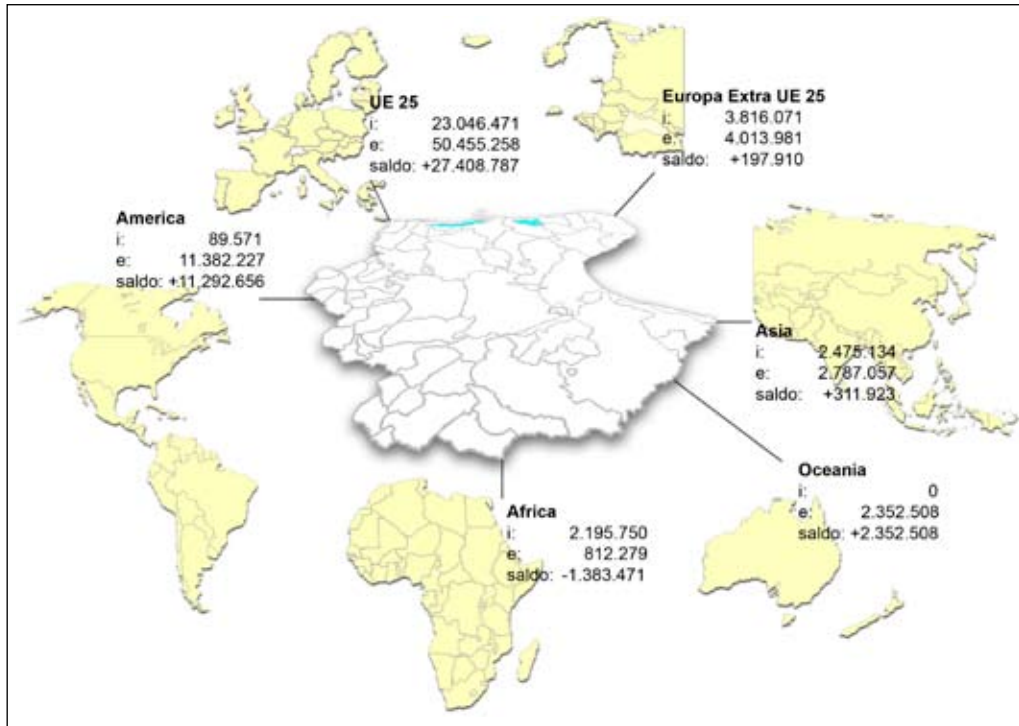 UE 25
i: 23.046.471
e: 50.455.258
saldo: +27.408.787
Europa Extra UE 25
i: 3.816.071
e: 4.013.981
saldo: +197.910
America
i: 89.571
e: 11.382.227
saldo: +11.292.656
Asia
i: 2.475.134
e: 2.787.057
saldo: +311.923
Oceania
i: 0
e: 2.352.508
saldo: +2.352.508
Africa
i: 2.195.750
e: 812.279
saldo: -1.383.471